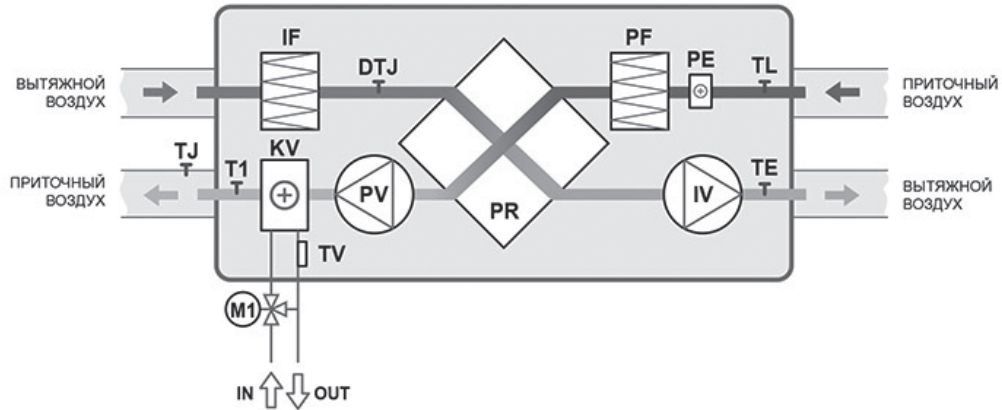 IF
PF
DTJ
PE
TL
ВЫТЯЖНОЙ
ВОЗДУХ
ПРИТОЧНЫЙ
ВОЗДУХ
TJ
T1
KV
PV
PR
IV
TE
ПРИТОЧНЫЙ
ВОЗДУХ
ВЫТЯЖНОЙ
ВОЗДУХ
TV
M1
IN
OUT